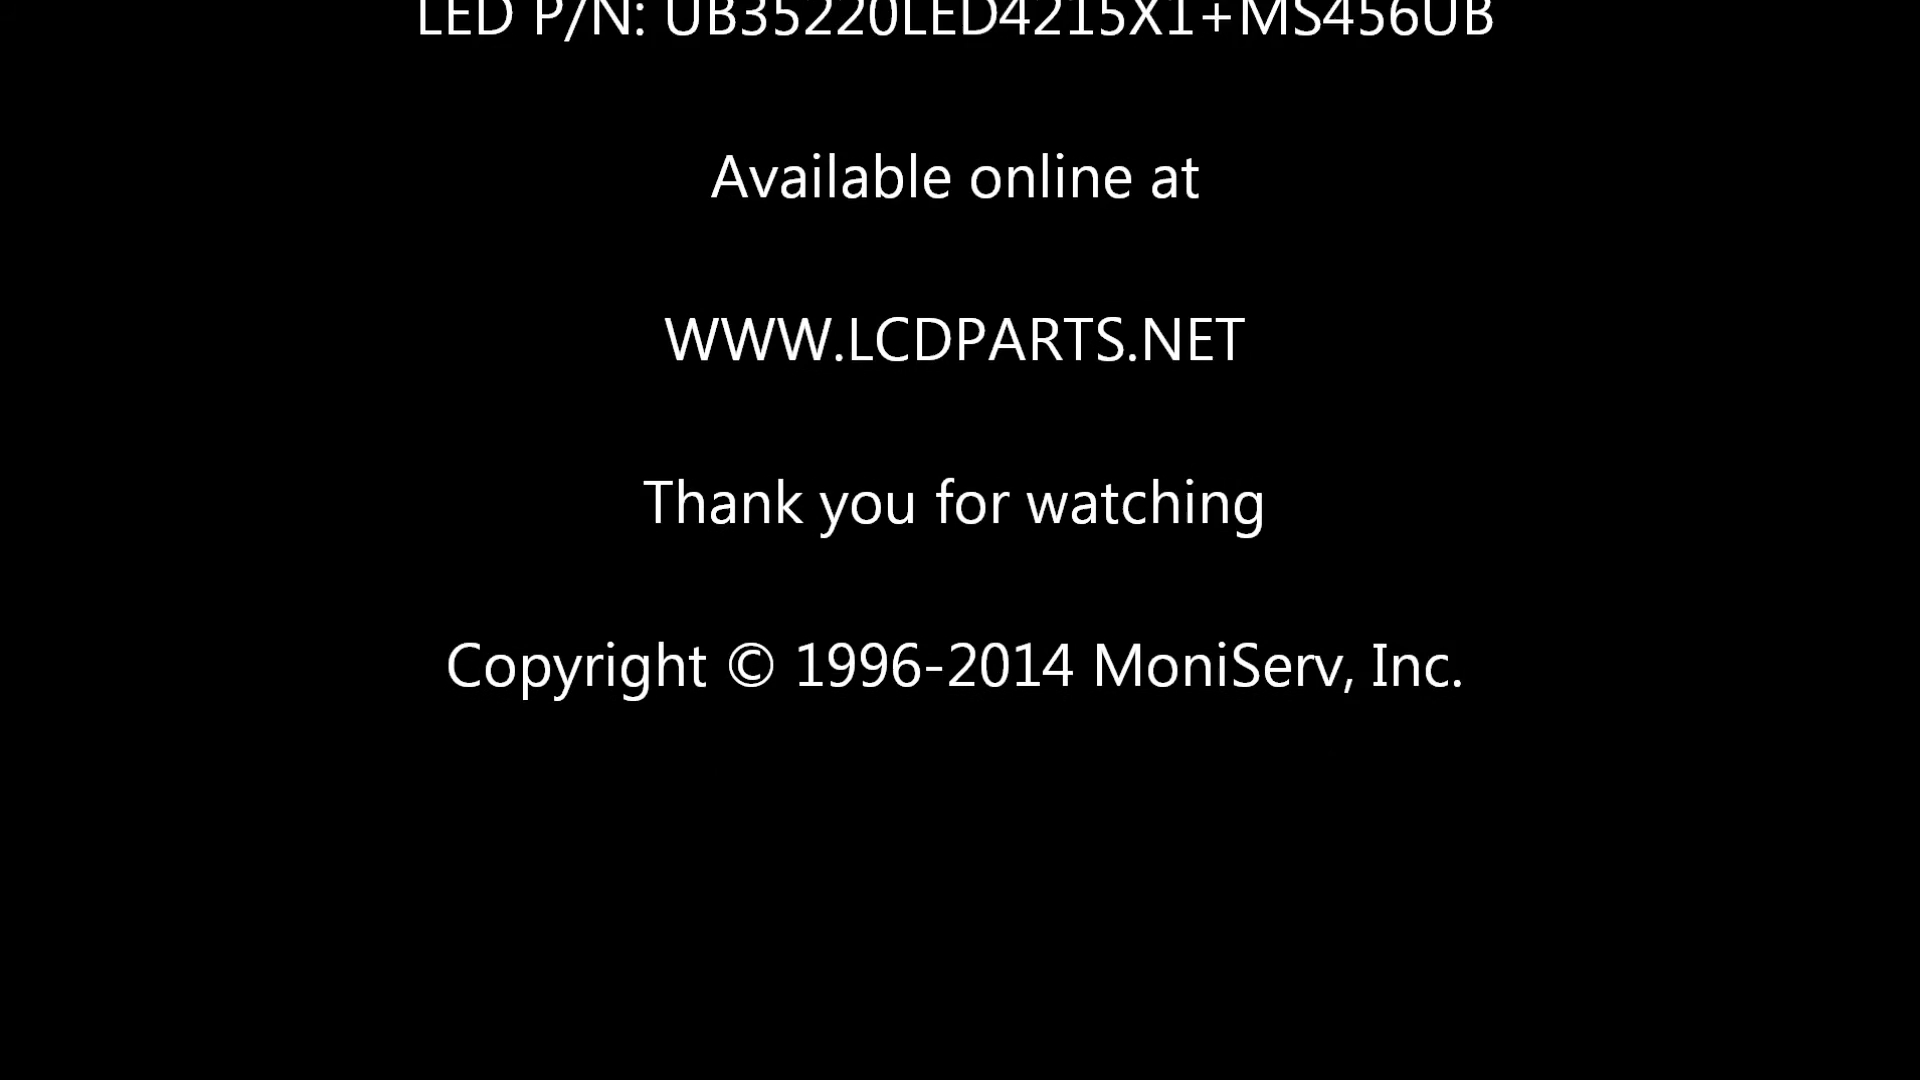 LED P/N: UB35220LED4215X1+MS456UB
Available online at
WWW.LCDPARTS.NET
Thank you for watching
Copyright © 1996-2014 MoniServ, Inc.